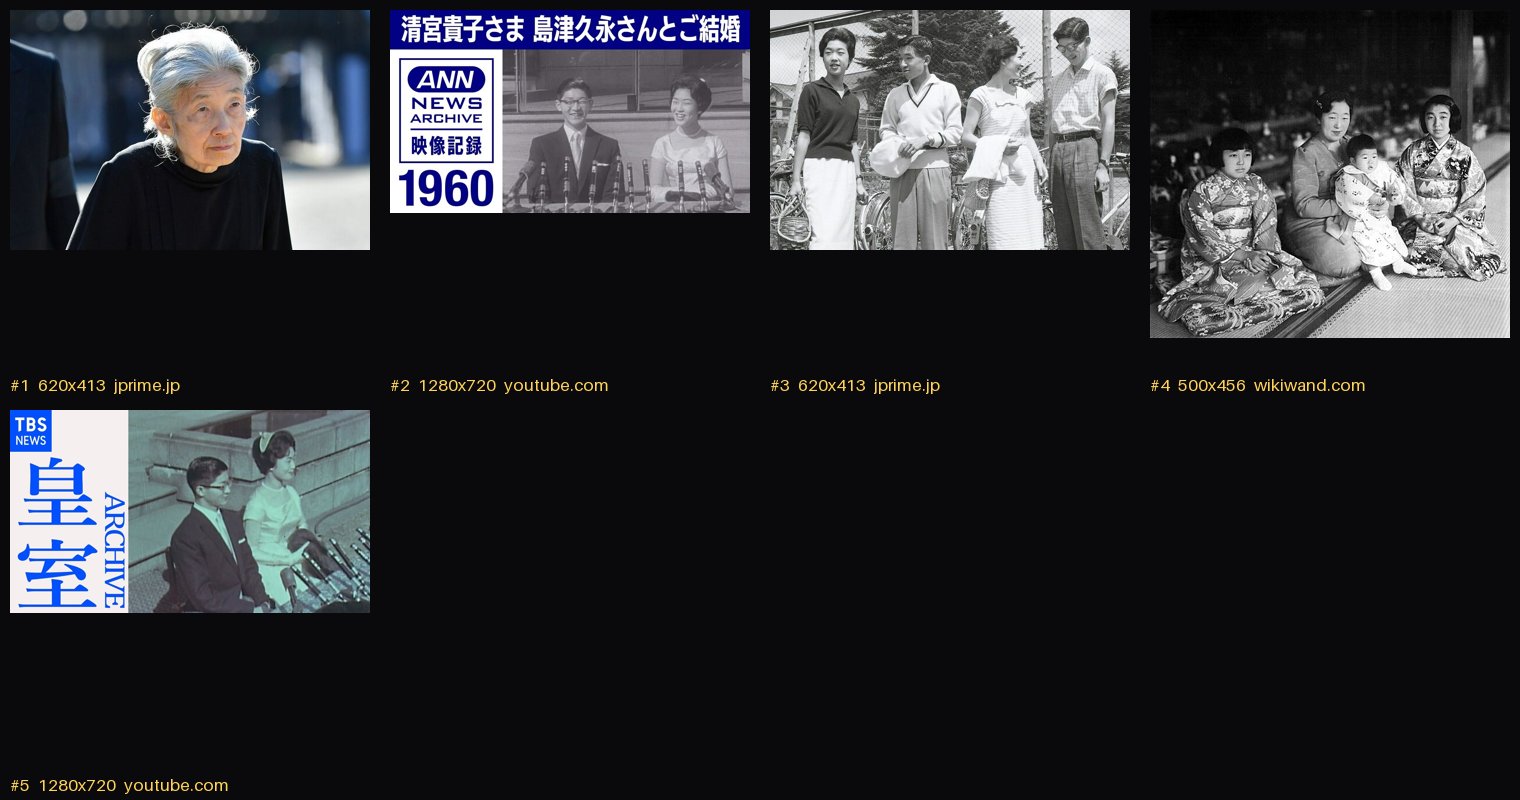 清宮貴子さま 島津久永さんとご結婚
ANN
NEWS
ARCHIVE
映像記録
1960
#1 620x413 jprime.jp
#2 1280x720 youtube.com
#3 620x413 jprime.jp
#4 500x456 wikiwand.com
TBS
NEWS
皇室
ARCHIVE
#5 1280x720 youtube.com